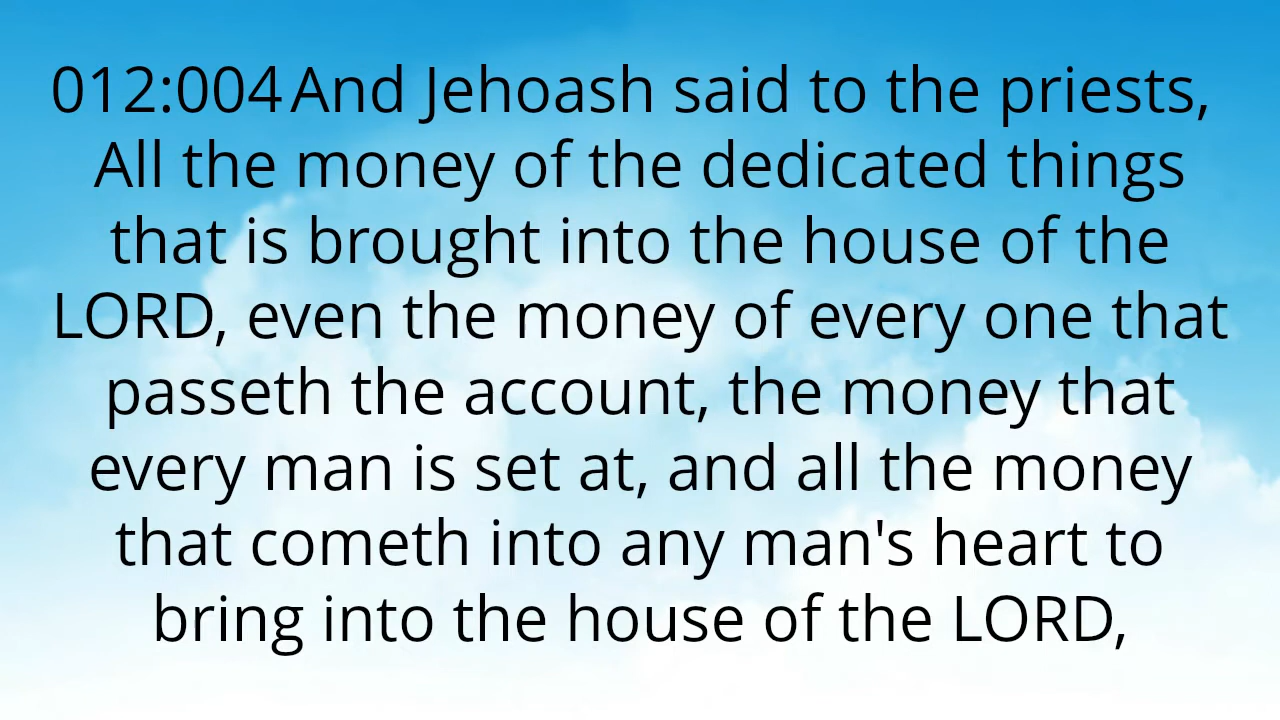 012:004 And Jehoash said to the priests,
All the money of the dedicated things
that is brought into the house of the
LORD, even the money of every one that
passeth the account, the money that
every man is set at, and all the money
that cometh into any man's heart to
bring into the house of the LORD,